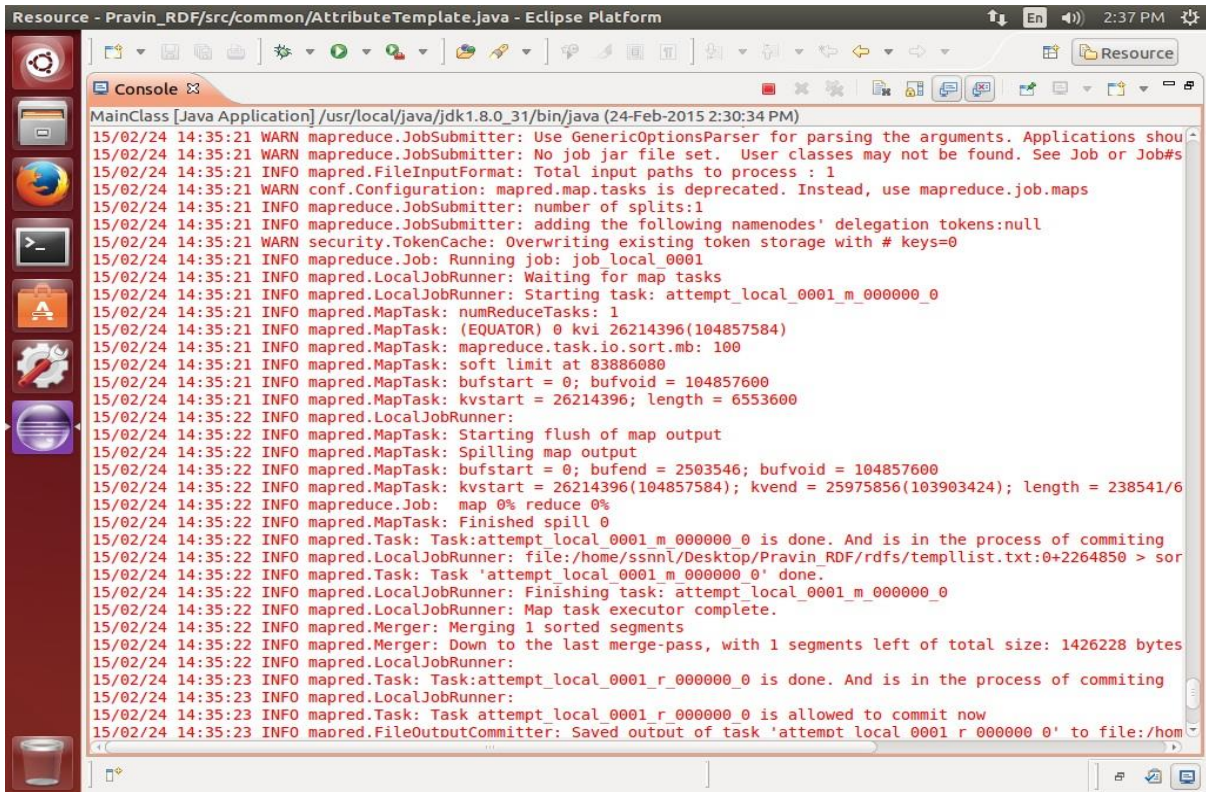 Resource - Pravin_RDF/src/common/AttributeTemplate.java - Eclipse Platform
En
2:37 PM
Resource
Console
MainClass [Java Application] /usr/local/java/jdk1.8.0_31/bin/java (24-Feb-2015 2:30:34 PM)
15/02/24 14:35:21 WARN mapreduce.JobSubmitter: Use GenericOptionsParser for parsing the arguments. Applications shou
15/02/24 14:35:21 WARN mapreduce.JobSubmitter: No job jar file set.  User classes may not be found. See Job or Job#s
15/02/24 14:35:21 INFO mapreduce.FileInputFormat: Total input paths to process : 1
15/02/24 14:35:21 WARN conf.Configuration: mapred.map.tasks is deprecated. Instead, use mapreduce.job.maps
15/02/24 14:35:21 INFO mapreduce.JobSubmitter: number of splits:1
15/02/24 14:35:21 INFO mapreduce.JobSubmitter: adding the following namenodes' delegation tokens:null
15/02/24 14:35:21 WARN security.TokenCache: Overwriting existing token storage with # keys=0
15/02/24 14:35:21 INFO mapreduce.Job: Running job: job_local_0001
15/02/24 14:35:21 INFO mapred.LocalJobRunner: Waiting for map tasks
15/02/24 14:35:21 INFO mapred.LocalJobRunner: Starting task: attempt_local_0001_m_000000_0
15/02/24 14:35:21 INFO mapred.MapTask: numReduceTasks: 1
15/02/24 14:35:21 INFO mapred.MapTask: (EQUATOR) 0 kvi 26214396(104857584)
15/02/24 14:35:21 INFO mapred.MapTask: mapreduce.task.io.sort.mb: 100
15/02/24 14:35:21 INFO mapred.MapTask: soft limit at 83886080
15/02/24 14:35:21 INFO mapred.MapTask: bufstart = 0; bufvoid = 104857600
15/02/24 14:35:21 INFO mapred.MapTask: kvstart = 26214396; length = 6553600
15/02/24 14:35:22 INFO mapred.LocalJobRunner:
15/02/24 14:35:22 INFO mapred.MapTask: Starting flush of map output
15/02/24 14:35:22 INFO mapred.MapTask: Spilling map output
15/02/24 14:35:22 INFO mapred.MapTask: bufstart = 0; bufend = 2503546; bufvoid = 104857600
15/02/24 14:35:22 INFO mapred.MapTask: kvstart = 26214396(104857584); kvend = 25975856(103903424); length = 238541/6
15/02/24 14:35:22 INFO mapreduce.Job:  map 0% reduce 0%
15/02/24 14:35:22 INFO mapred.MapTask: Finished spill 0
15/02/24 14:35:22 INFO mapred.Task: Task:attempt_local_0001_m_000000_0 is done. And is in the process of commiting
15/02/24 14:35:22 INFO mapred.LocalJobRunner: file:/home/ssnnl/Desktop/Pravin_RDF/rdfs/templlist.txt:0+2264850 > sor
15/02/24 14:35:22 INFO mapred.Task: Task 'attempt_local_0001_m_000000_0' done.
15/02/24 14:35:22 INFO mapred.LocalJobRunner: Finishing task: attempt_local_0001_m_000000_0
15/02/24 14:35:22 INFO mapred.LocalJobRunner: Map task executor complete.
15/02/24 14:35:22 INFO mapred.Merger: Merging 1 sorted segments
15/02/24 14:35:22 INFO mapred.Merger: Down to the last merge-pass, with 1 segments left of total size: 1426228 bytes
15/02/24 14:35:22 INFO mapred.LocalJobRunner:
15/02/24 14:35:23 INFO mapred.Task: Task:attempt_local_0001_r_000000_0 is done. And is in the process of commiting
15/02/24 14:35:23 INFO mapred.LocalJobRunner:
15/02/24 14:35:23 INFO mapred.Task: Task attempt_local_0001_r_000000_0 is allowed to commit now
15/02/24 14:35:23 INFO mapred.FileOutputCommitter: Saved output of task 'attempt_local_0001_r_000000_0' to file:/hom